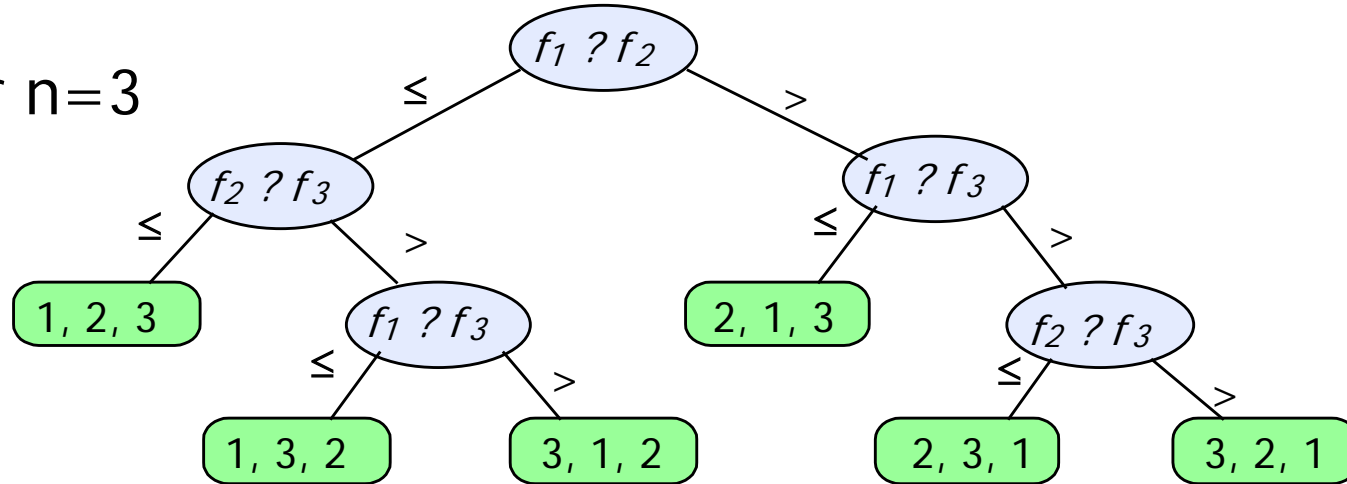 f1 ? f2
n=3
≤ >
f2 ? f3 f1 ? f3
≤ > ≤ >
1, 2, 3 f1 ? f3 2, 1, 3 f2 ? f3
≤ > ≤ >
1, 3, 2 3, 1, 2 2, 3, 1 3, 2, 1